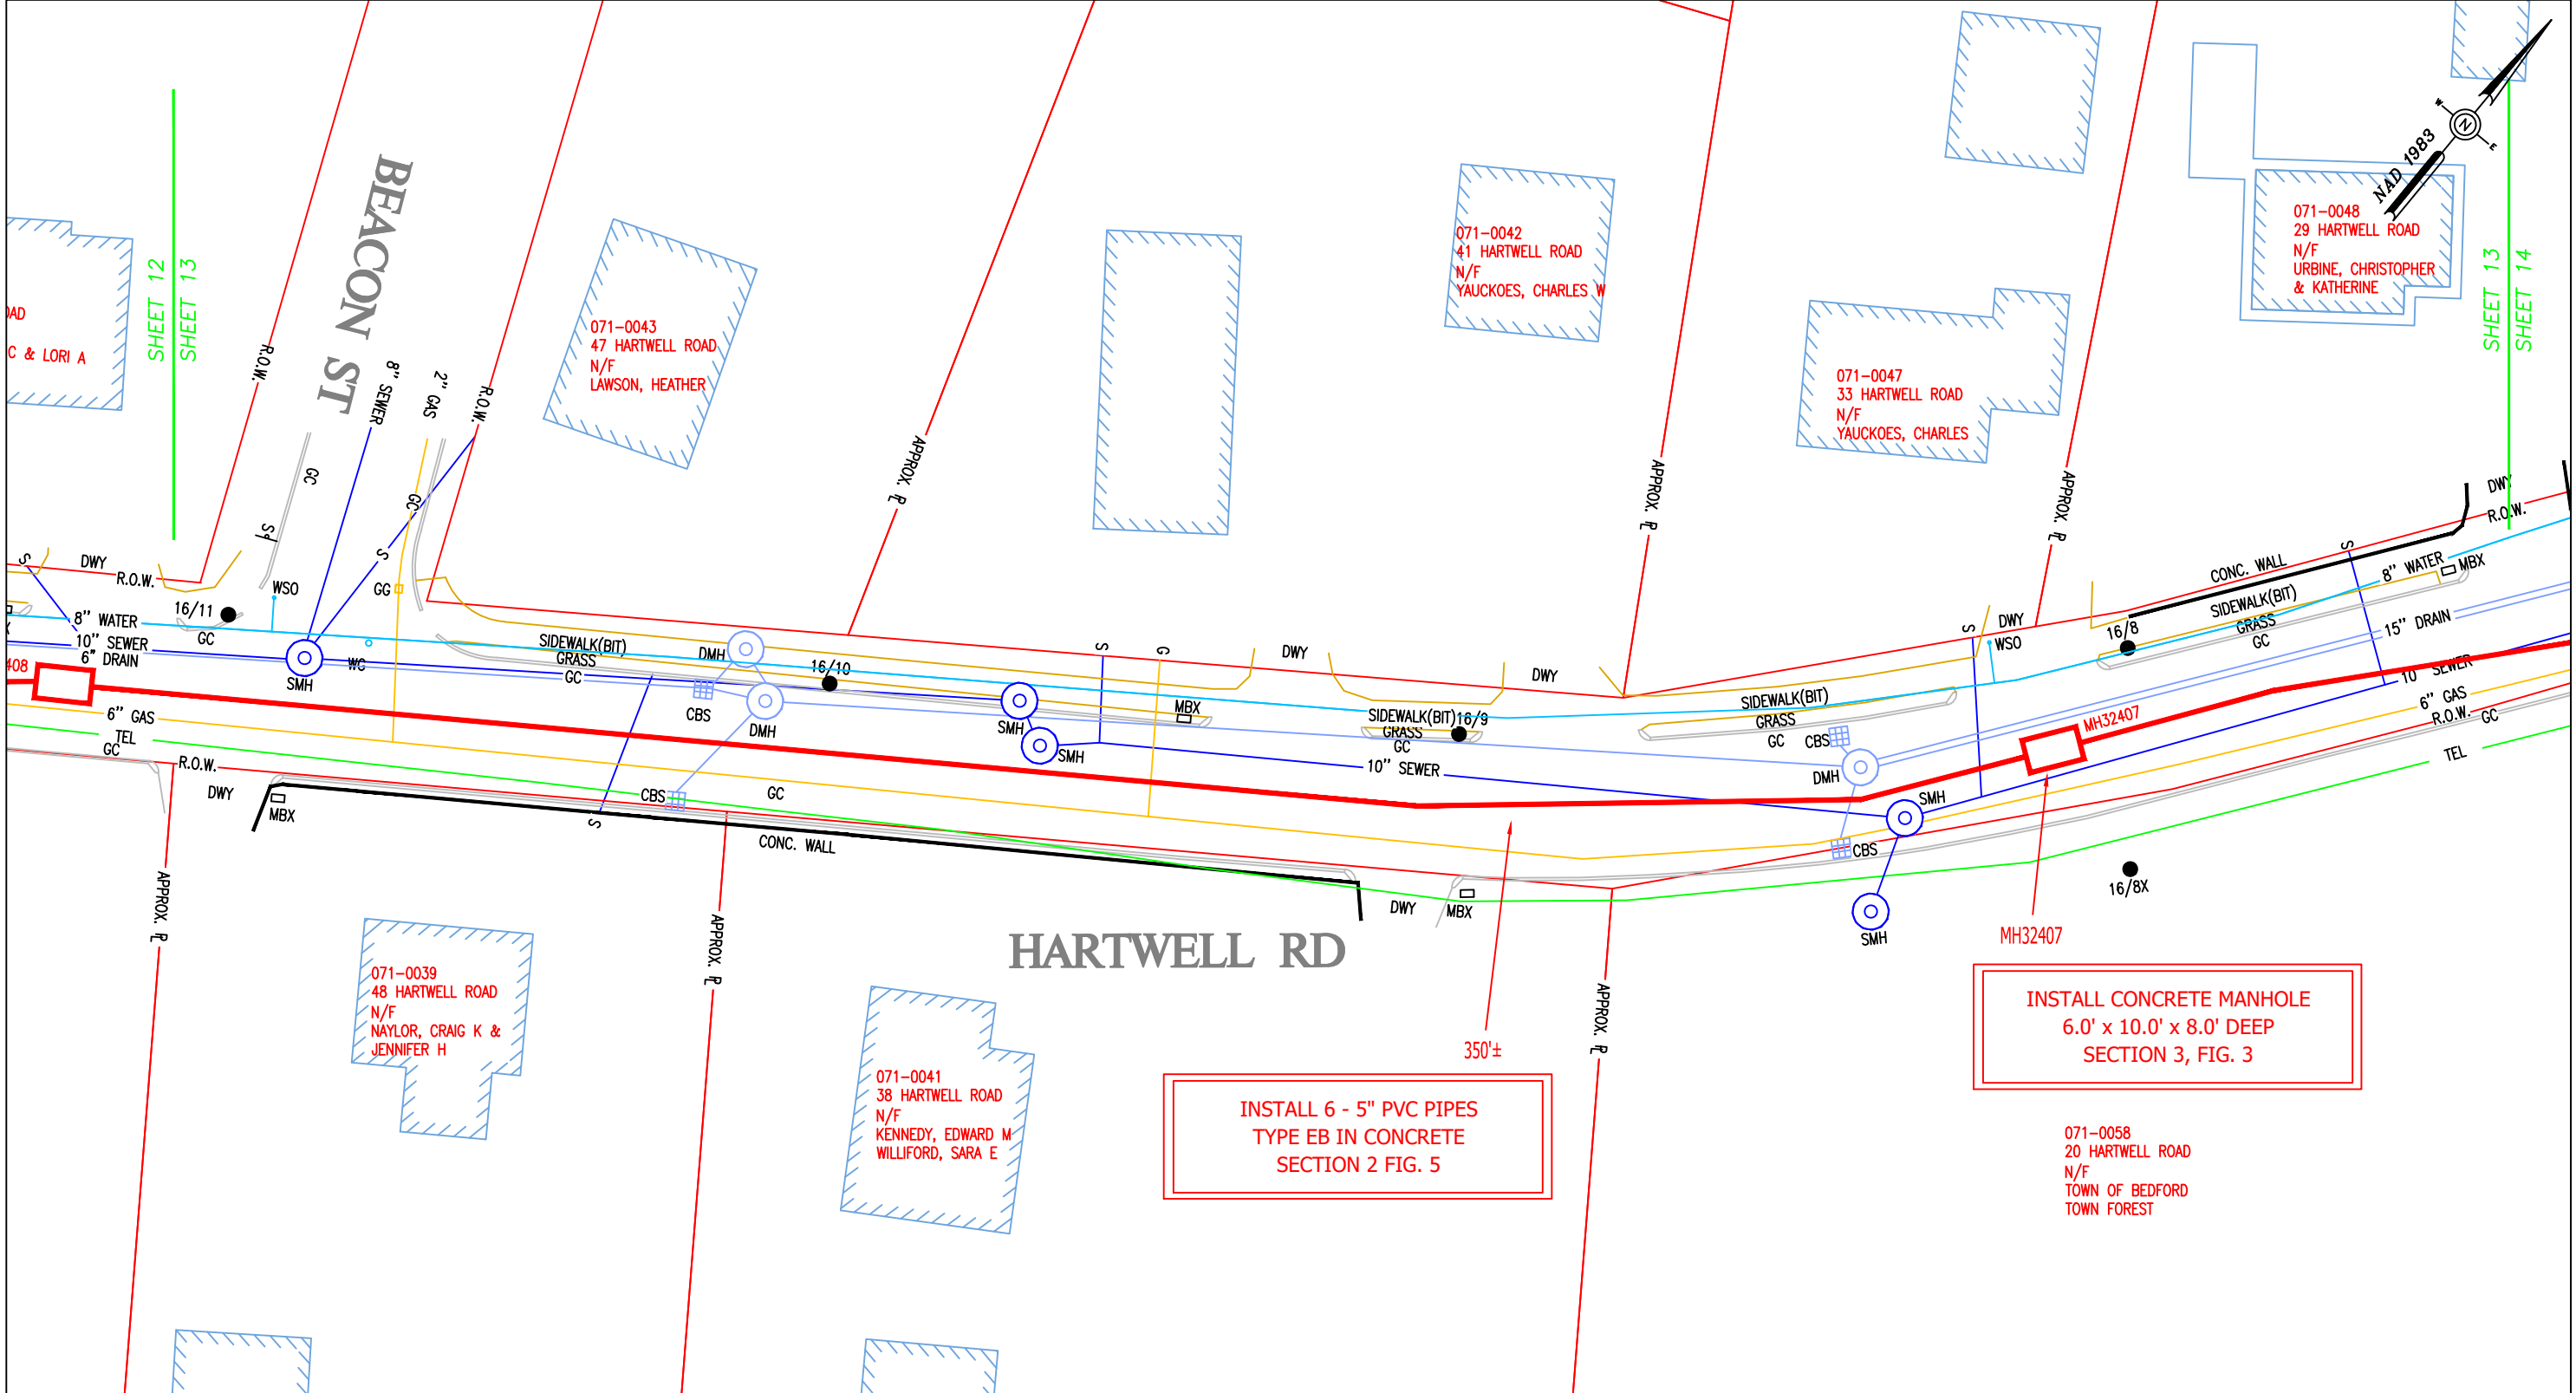 SHEET 12
SHEET 13
BEACON ST
R.O.W.
8" SEWER
2" GAS
R.O.W.
GC
GC
S
071-0043
47 HARTWELL ROAD
N/F
LAWSON, HEATHER
APPROX. PL
071-0042
41 HARTWELL ROAD
N/F
YAUCKOES, CHARLES W
APPROX. PL
071-0047
33 HARTWELL ROAD
N/F
YAUCKOES, CHARLES
APPROX. PL
071-0048
29 HARTWELL ROAD
N/F
URBINE, CHRISTOPHER
& KATHERINE
NAD 1983
N
W
E
SHEET 13
SHEET 14
C & LORI A
S
DWY
R.O.W.
16/11
WSO
GG
8" WATER
10" SEWER
6" DRAIN
GC
SMH
WG
408
6" GAS
TEL
GC
R.O.W.
DWY
MBX
SIDEWALK(BIT)
GRASS
GC
DMH
16/10
CBS
DMH
CBS
GC
S
CONC. WALL
SMH
SMH
S
G
MBX
DWY
DWY
SIDEWALK(BIT)
16/9
GRASS
GC
10" SEWER
SIDEWALK(BIT)
GRASS
GC
CBS
DMH
SMH
CBS
SMH
S
DWY
WSO
16/8
CONC. WALL
SIDEWALK(BIT)
GRASS
GC
S
8" WATER
MBX
DWY
R.O.W.
15" DRAIN
10" SEWER
6" GAS
R.O.W.
GC
TEL
MH32407
16/8X
MH32407
DWY
MBX
HARTWELL RD
350'±
APPROX. PL
APPROX. PL
APPROX. PL
071-0039
48 HARTWELL ROAD
N/F
NAYLOR, CRAIG K &
JENNIFER H
071-0041
38 HARTWELL ROAD
N/F
KENNEDY, EDWARD M
WILLIFORD, SARA E
INSTALL 6 - 5" PVC PIPES
TYPE EB IN CONCRETE
SECTION 2 FIG. 5
INSTALL CONCRETE MANHOLE
6.0' x 10.0' x 8.0' DEEP
SECTION 3, FIG. 3
071-0058
20 HARTWELL ROAD
N/F
TOWN OF BEDFORD
TOWN FOREST